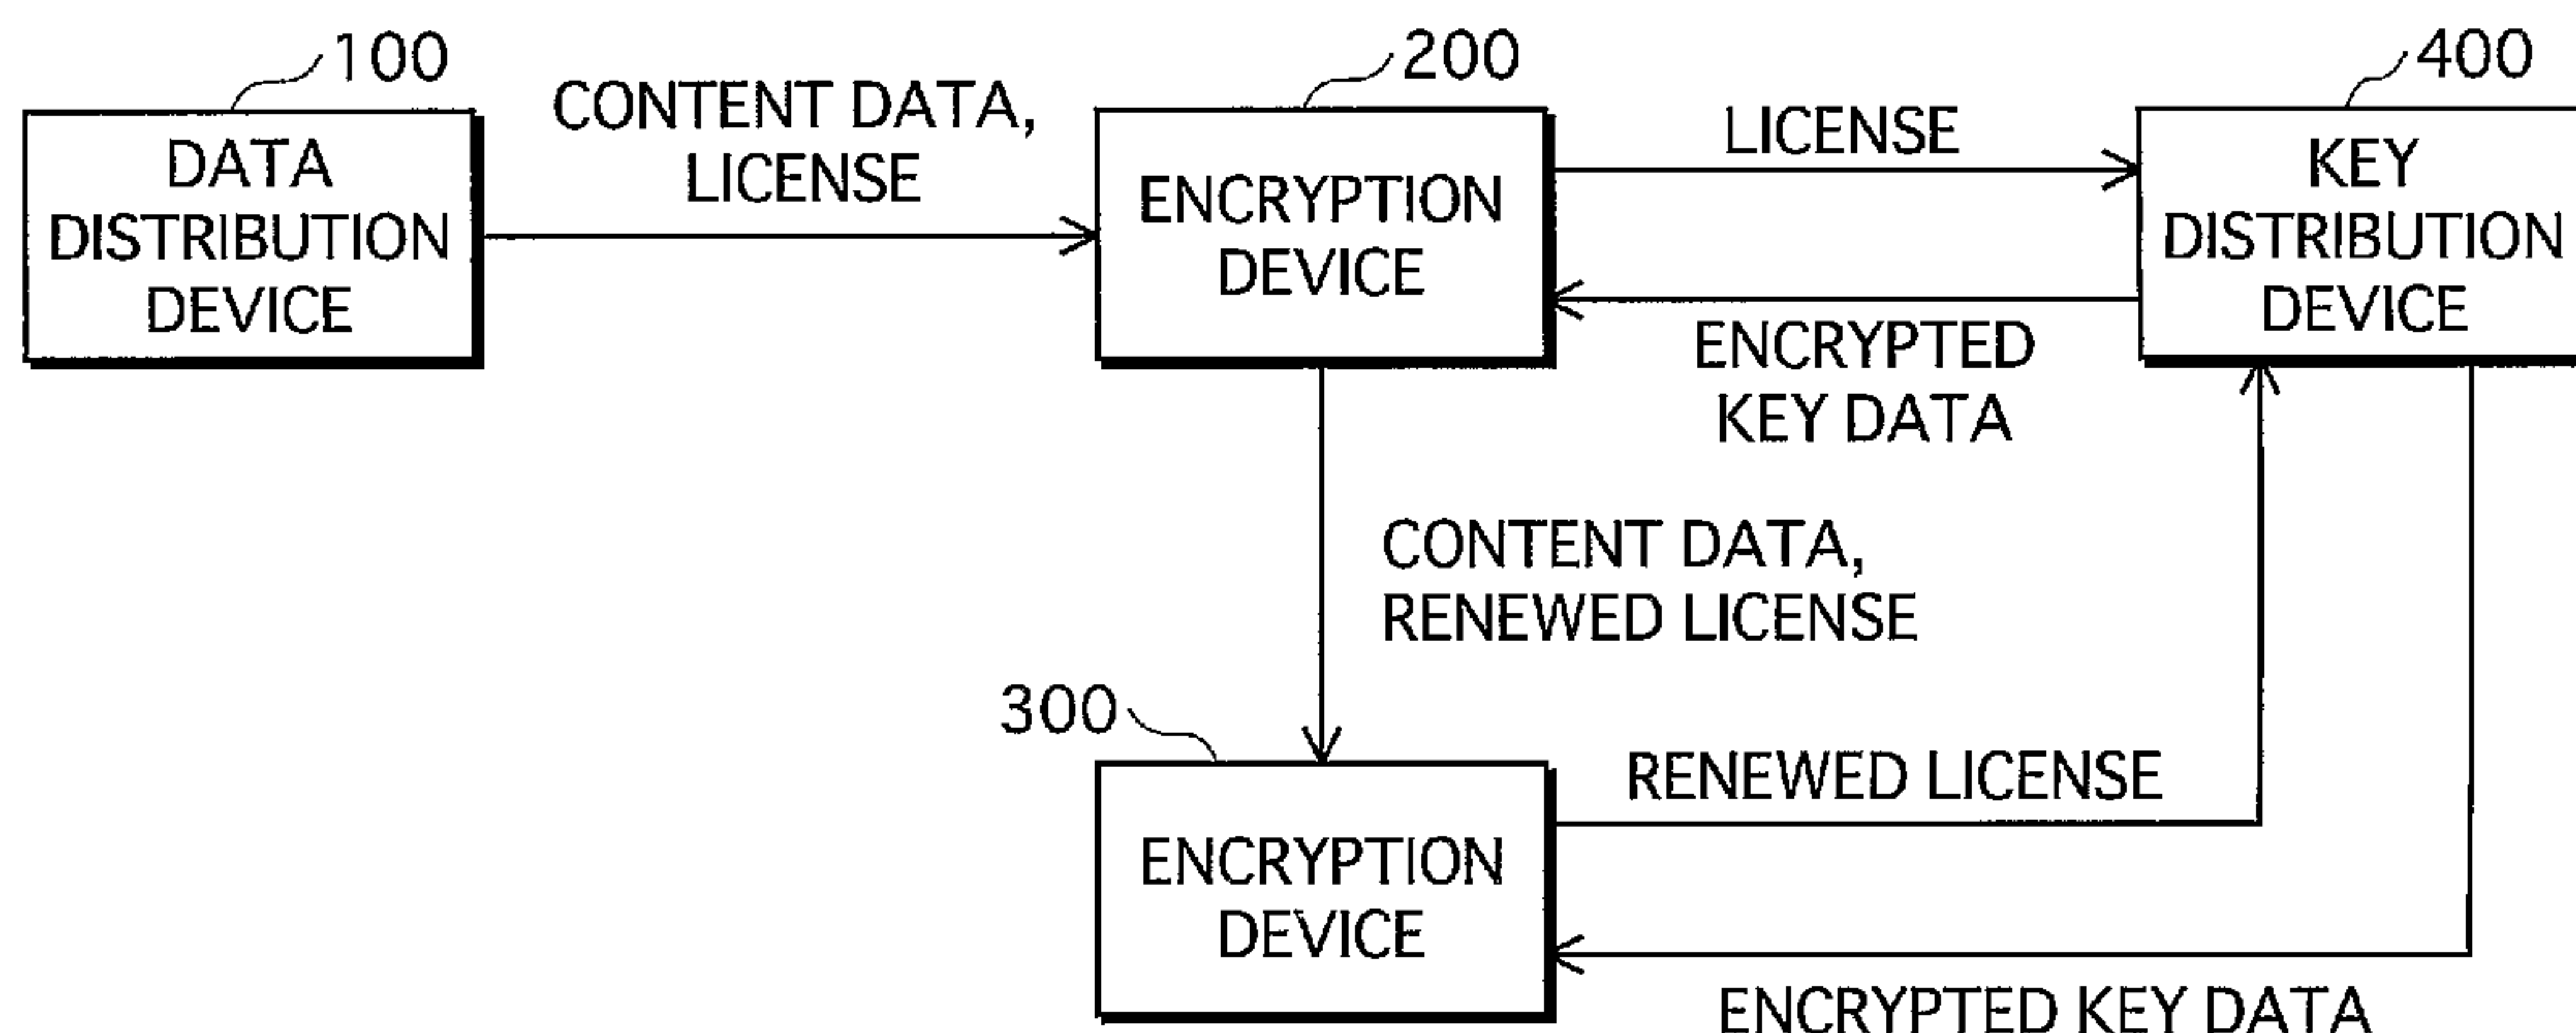 100
200
400
CONTENT DATA,
LICENSE
LICENSE
DATA
DISTRIBUTION
DEVICE
ENCRYPTION
DEVICE
KEY
DISTRIBUTION
DEVICE
ENCRYPTED
KEY DATA
CONTENT DATA,
RENEWED LICENSE
300
RENEWED LICENSE
ENCRYPTION
DEVICE
ENCRYPTED KEY DATA